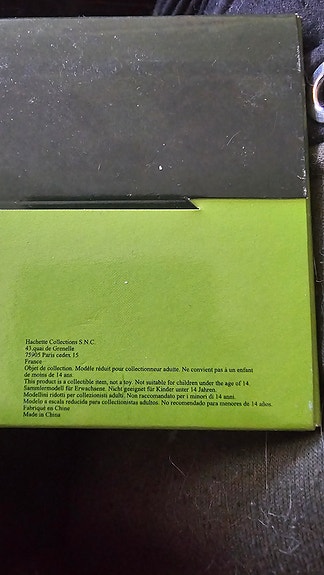 Hachette Collections S.N.C.
43,quai de Grenelle
75905 Paris cedex 15
France
Objet de collection. Modèle réduit pour collectionneur adulte. Ne convient pas à un enfant
de moins de 14 ans.
This product is a collectible item, not a toy. Not suitable for children under the age of 14.
Sammlermodell für Erwachsene. Nicht geeignet für Kinder unter 14 Jahren.
Modellini ridotti per collezionisti adulti. Non raccomandato per i minori di 14 anni.
Modelo a escala reducida para collectionistas adultos. No recomendado para menores de 14 años.
Fabriqué en Chine
Made in China